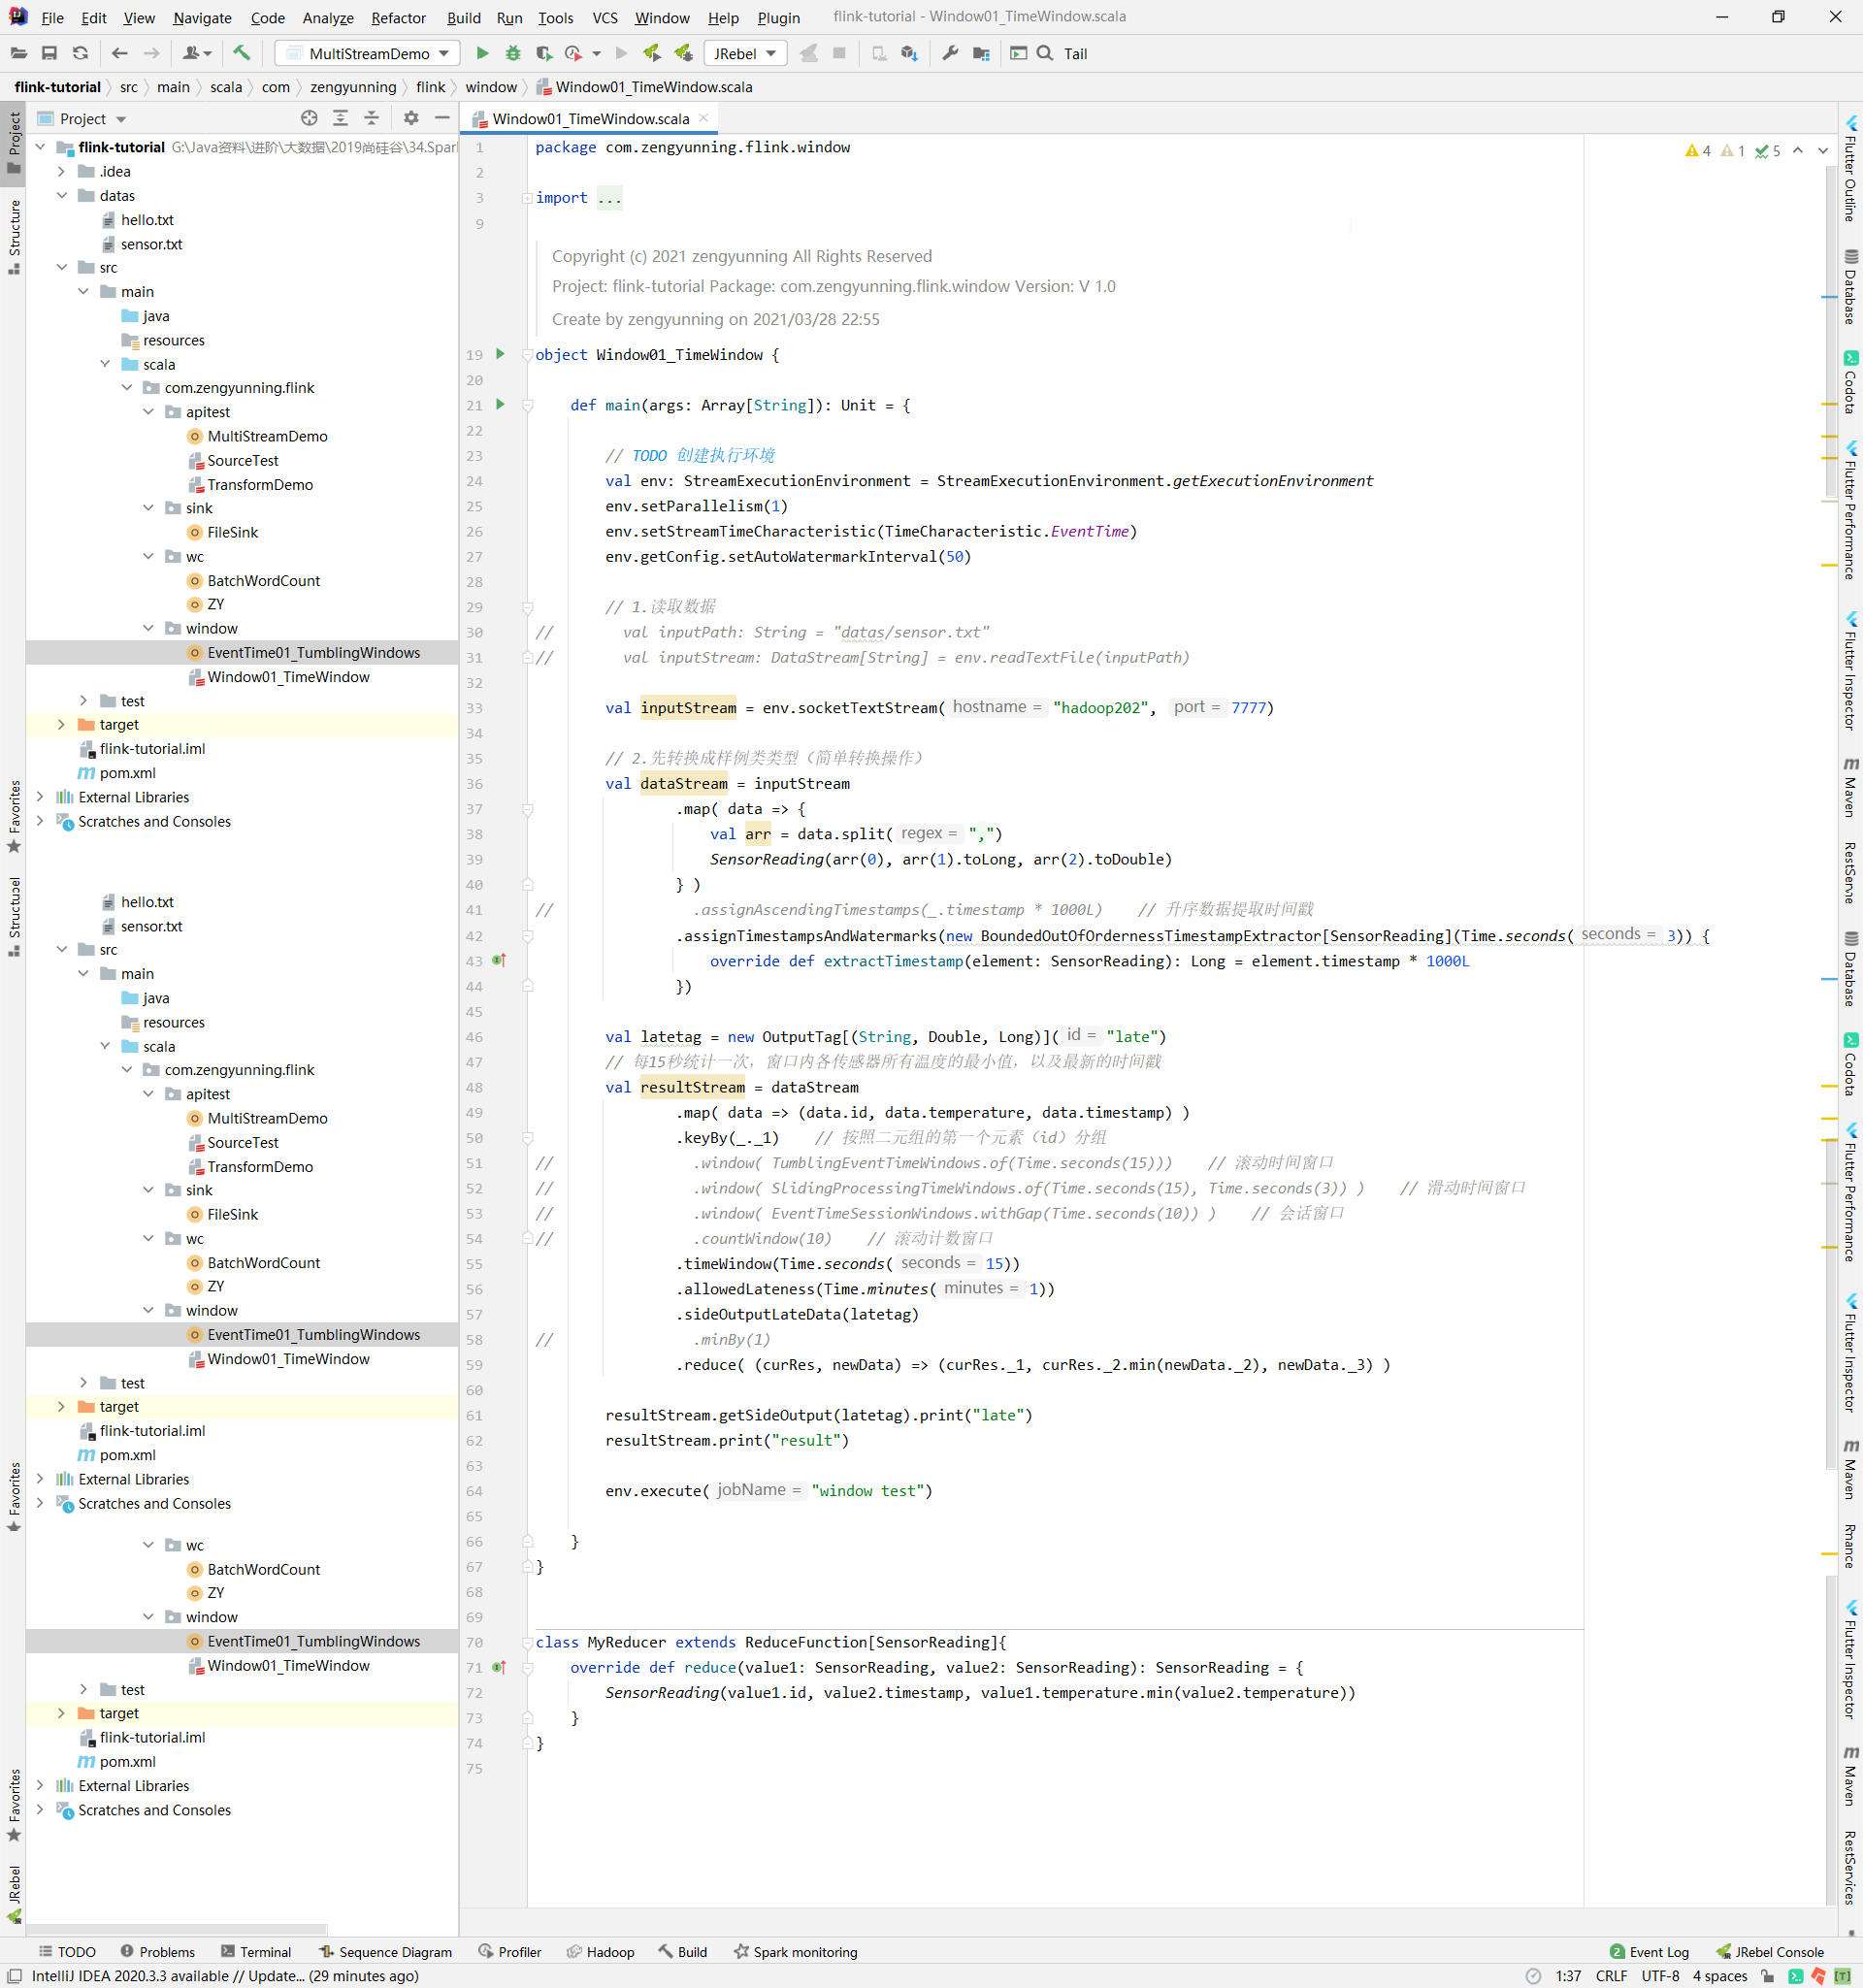 File Edit View Navigate Code Analyze Refactor Build Run Tools VCS Window Help Plugin flink-tutorial - Window01_TimeWindow.scala
MultiStreamDemo JRebel Tail
flink-tutorial src main scala com zengyunning flink window Window01_TimeWindow.scala
Project
Window01_TimeWindow.scala
flink-tutorial G:\Java资料\进阶\大数据\2019尚硅谷\34.Spar
.idea
datas
hello.txt
sensor.txt
src
main
java
resources
scala
com.zengyunning.flink
apitest
MultiStreamDemo
SourceTest
TransformDemo
sink
FileSink
wc
BatchWordCount
ZY
window
EventTime01_TumblingWindows
Window01_TimeWindow
test
target
flink-tutorial.iml
pom.xml
External Libraries
Scratches and Consoles
hello.txt
sensor.txt
src
main
java
resources
scala
com.zengyunning.flink
apitest
MultiStreamDemo
SourceTest
TransformDemo
sink
FileSink
wc
BatchWordCount
ZY
window
EventTime01_TumblingWindows
Window01_TimeWindow
test
target
flink-tutorial.iml
pom.xml
External Libraries
Scratches and Consoles
wc
BatchWordCount
ZY
window
EventTime01_TumblingWindows
Window01_TimeWindow
test
target
flink-tutorial.iml
pom.xml
External Libraries
Scratches and Consoles
Project
Structure
Favorites
Structurel
Favorites
Favorites
JRebel
4 1 5
1 package com.zengyunning.flink.window
2
3 import ...
9
Copyright (c) 2021 zengyunning All Rights Reserved
Project: flink-tutorial Package: com.zengyunning.flink.window Version: V 1.0
Create by zengyunning on 2021/03/28 22:55
19 object Window01_TimeWindow {
20
21 def main(args: Array[String]): Unit = {
22
23 // TODO 创建执行环境
24 val env: StreamExecutionEnvironment = StreamExecutionEnvironment.getExecutionEnvironment
25 env.setParallelism(1)
26 env.setStreamTimeCharacteristic(TimeCharacteristic.EventTime)
27 env.getConfig.setAutoWatermarkInterval(50)
28
29 // 1.读取数据
30 // val inputPath: String = "datas/sensor.txt"
31 // val inputStream: DataStream[String] = env.readTextFile(inputPath)
32
33 val inputStream = env.socketTextStream( hostname = "hadoop202", port = 7777)
34
35 // 2.先转换成样例类类型（简单转换操作）
36 val dataStream = inputStream
37 .map( data => {
38 val arr = data.split( regex = ",")
39 SensorReading(arr(0), arr(1).toLong, arr(2).toDouble)
40 } )
41 // .assignAscendingTimestamps(_.timestamp * 1000L) // 升序数据提取时间戳
42 .assignTimestampsAndWatermarks(new BoundedOutOfOrdernessTimestampExtractor[SensorReading](Time.seconds( seconds = 3)) {
43 override def extractTimestamp(element: SensorReading): Long = element.timestamp * 1000L
44 })
45
46 val latetag = new OutputTag[(String, Double, Long)]( id = "late")
47 // 每15秒统计一次，窗口内各传感器所有温度的最小值，以及最新的时间戳
48 val resultStream = dataStream
49 .map( data => (data.id, data.temperature, data.timestamp) )
50 .keyBy(_._1) // 按照二元组的第一个元素（id）分组
51 // .window( TumblingEventTimeWindows.of(Time.seconds(15))) // 滚动时间窗口
52 // .window( SlidingProcessingTimeWindows.of(Time.seconds(15), Time.seconds(3)) ) // 滑动时间窗口
53 // .window( EventTimeSessionWindows.withGap(Time.seconds(10)) ) // 会话窗口
54 // .countWindow(10) // 滚动计数窗口
55 .timeWindow(Time.seconds( seconds = 15))
56 .allowedLateness(Time.minutes( minutes = 1))
57 .sideOutputLateData(latetag)
58 // .minBy(1)
59 .reduce( (curRes, newData) => (curRes._1, curRes._2.min(newData._2), newData._3) )
60
61 resultStream.getSideOutput(latetag).print("late")
62 resultStream.print("result")
63
64 env.execute( jobName = "window test")
65
66 }
67 }
68
69
70 class MyReducer extends ReduceFunction[SensorReading]{
71 override def reduce(value1: SensorReading, value2: SensorReading): SensorReading = {
72 SensorReading(value1.id, value2.timestamp, value1.temperature.min(value2.temperature))
73 }
74 }
75
Flutter Outline
Database
Codota
Flutter Performance
Flutter Inspector
Maven
RestServe
Database
Codota
Flutter Performance
Flutter Inspector
Maven
Rmance
Flutter Inspector
Maven
RestServices
TODO Problems Terminal Sequence Diagram Profiler Hadoop Build Spark monitoring 2 Event Log JRebel Console
IntelliJ IDEA 2020.3.3 available // Update... (29 minutes ago) 1:37 CRLF UTF-8 4 spaces